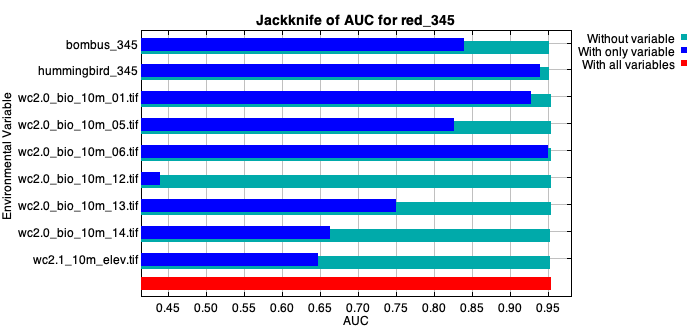 Jackknife of AUC for red_345
Without variable
With only variable
With all variables
Environmental Variable
bombus_345
hummingbird_345
wc2.0_bio_10m_01.tif
wc2.0_bio_10m_05.tif
wc2.0_bio_10m_06.tif
wc2.0_bio_10m_12.tif
wc2.0_bio_10m_13.tif
wc2.0_bio_10m_14.tif
wc2.1_10m_elev.tif
0.45 0.50 0.55 0.60 0.65 0.70 0.75 0.80 0.85 0.90 0.95
AUC